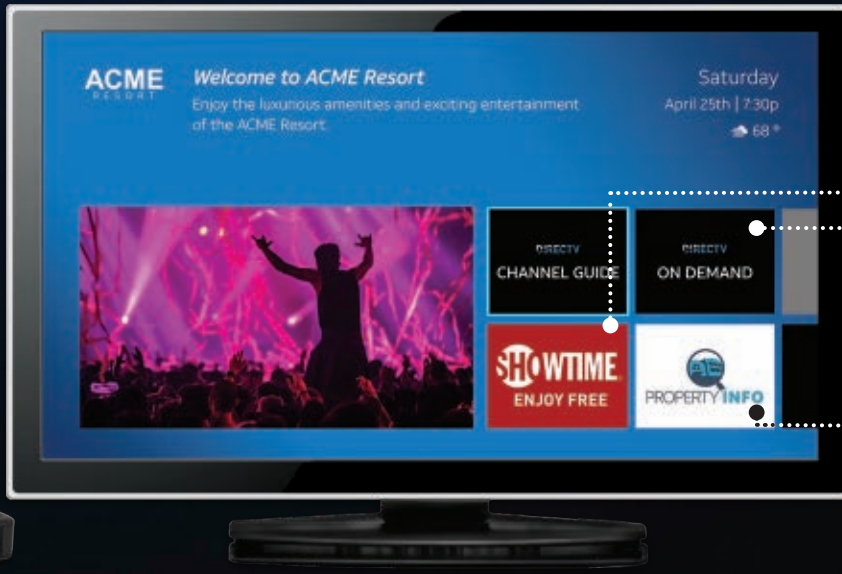 ACME
RESORT
Welcome to ACME Resort
Enjoy the luxurious amenities and exciting entertainment
of the ACME Resort.
Saturday
April 25th | 7:30p
68°
DIRECTV
CHANNEL GUIDE
DIRECTV
ON DEMAND
SHOWTIME
ENJOY FREE
PROPERTY INFO